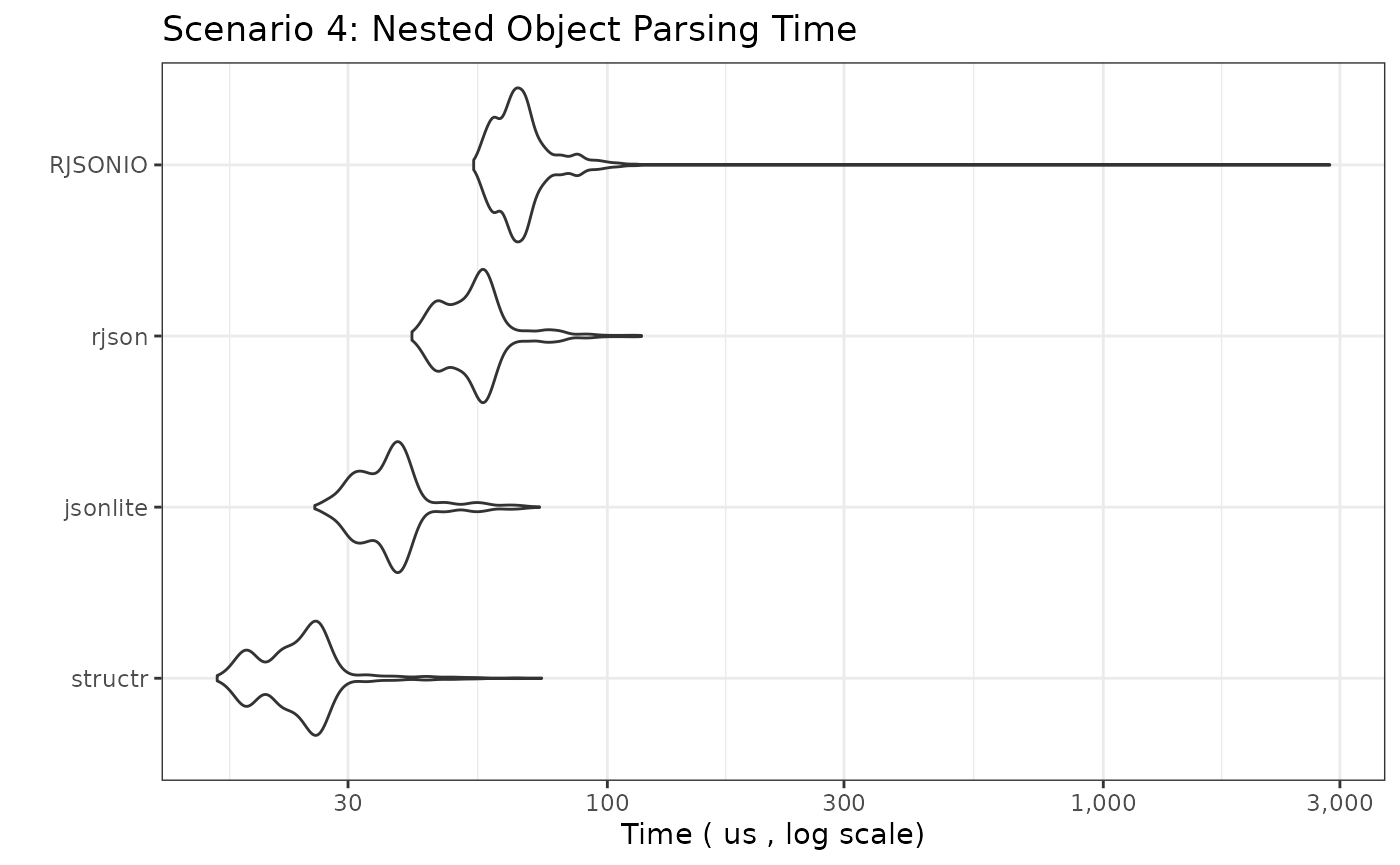 Scenario 4: Nested Object Parsing Time
RJSONIO
rjson
jsonlite
structr
30 100 300 1,000 3,000
Time ( us , log scale)